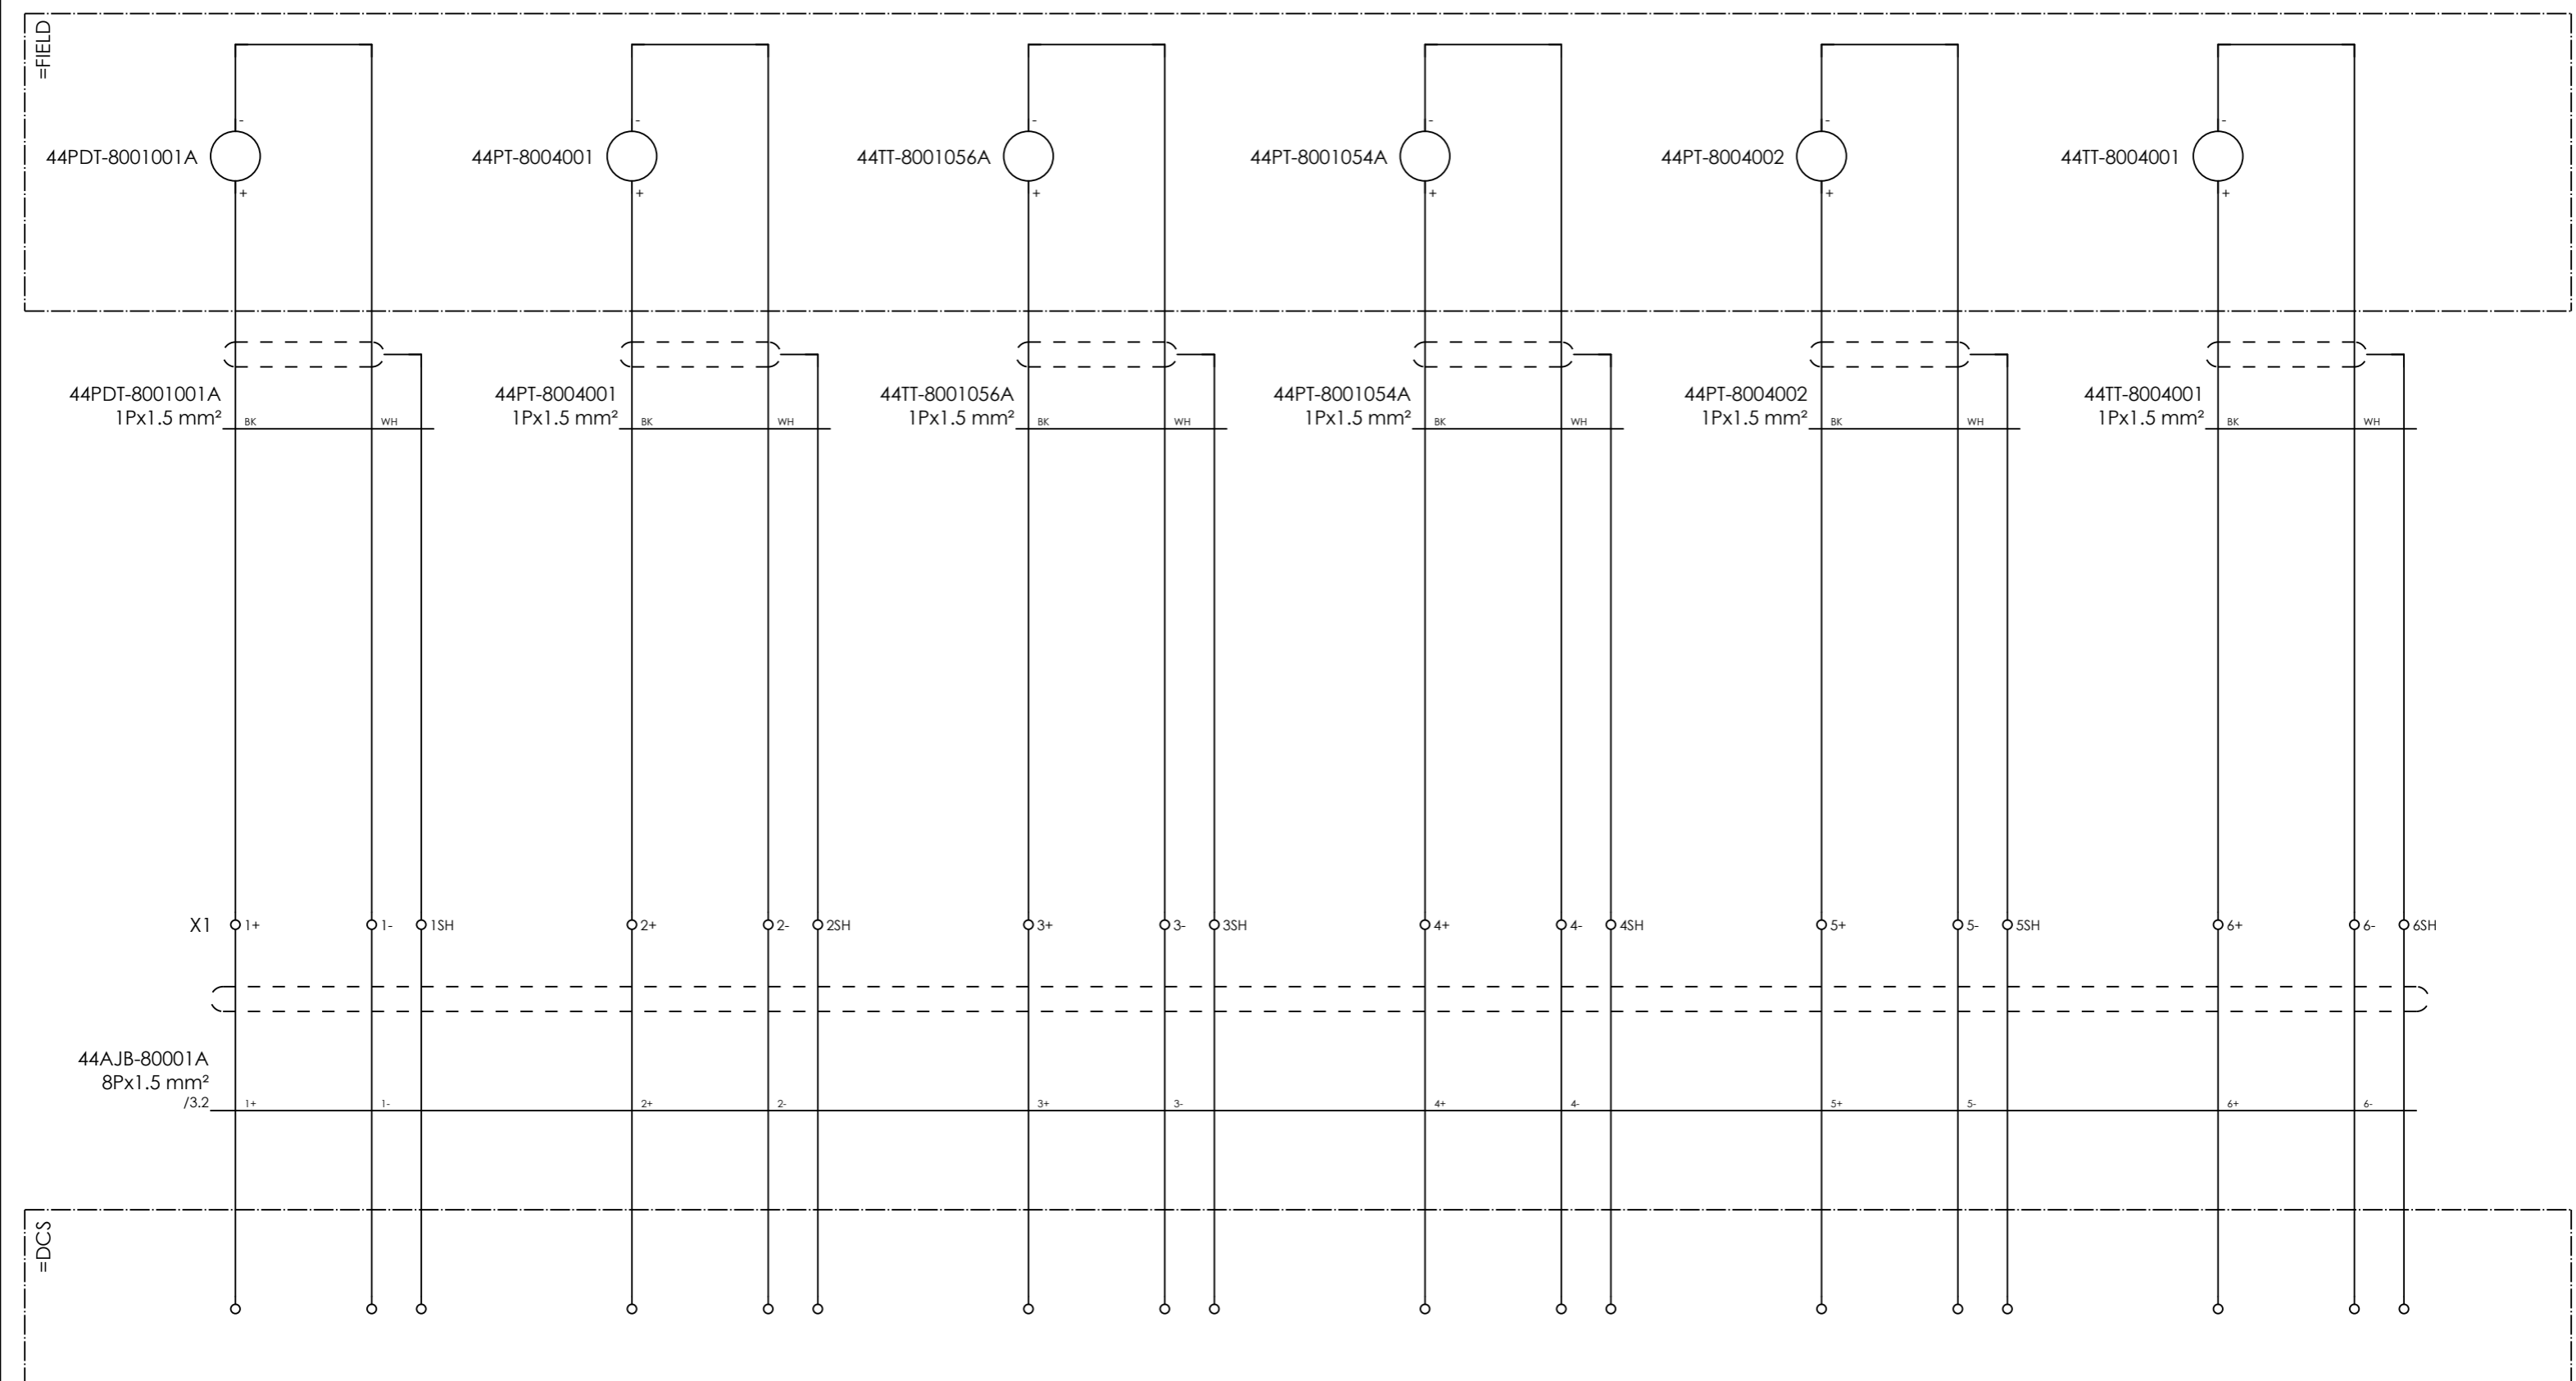 =FIELD
- - - - - -
44PDT-8001001A 44PT-8004001 44TT-8001056A 44PT-8001054A 44PT-8004002 44TT-8004001
+ + + + + +
44PDT-8001001A 44PT-8004001 44TT-8001056A 44PT-8001054A 44PT-8004002 44TT-8004001
1Px1.5 mm² BK WH 1Px1.5 mm² BK WH 1Px1.5 mm² BK WH 1Px1.5 mm² BK WH 1Px1.5 mm² BK WH 1Px1.5 mm² BK WH
X1 1+ 1- 1SH 2+ 2- 2SH 3+ 3- 3SH 4+ 4- 4SH 5+ 5- 5SH 6+ 6- 6SH
44AJB-80001A
8Px1.5 mm²
/3.2 1+ 1- 2+ 2- 3+ 3- 4+ 4- 5+ 5- 6+ 6-
=DCS